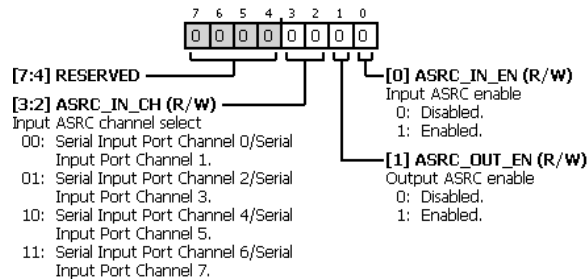 7 6 5 4 3 2 1 0
0 0 0 0 0 0 0 0
[7:4] RESERVED
[3:2] ASRC_IN_CH (R/W)
Input ASRC channel select
00: Serial Input Port Channel 0/Serial
Input Port Channel 1.
01: Serial Input Port Channel 2/Serial
Input Port Channel 3.
10: Serial Input Port Channel 4/Serial
Input Port Channel 5.
11: Serial Input Port Channel 6/Serial
Input Port Channel 7.
[0] ASRC_IN_EN (R/W)
Input ASRC enable
0: Disabled.
1: Enabled.
[1] ASRC_OUT_EN (R/W)
Output ASRC enable
0: Disabled.
1: Enabled.